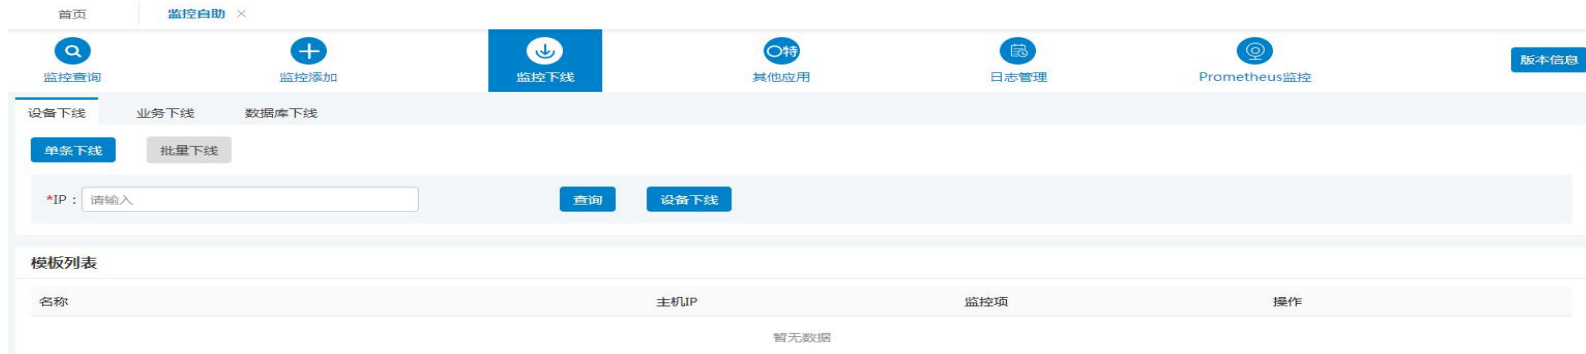 首页 监控自助 ×
特
监控查询 监控添加 监控下线 其他应用 日志管理 Prometheus监控 版本信息
设备下线 业务下线 数据库下线
单条下线 批量下线
*IP： 请输入 查询 设备下线
模板列表
名称 主机IP 监控项 操作
暂无数据